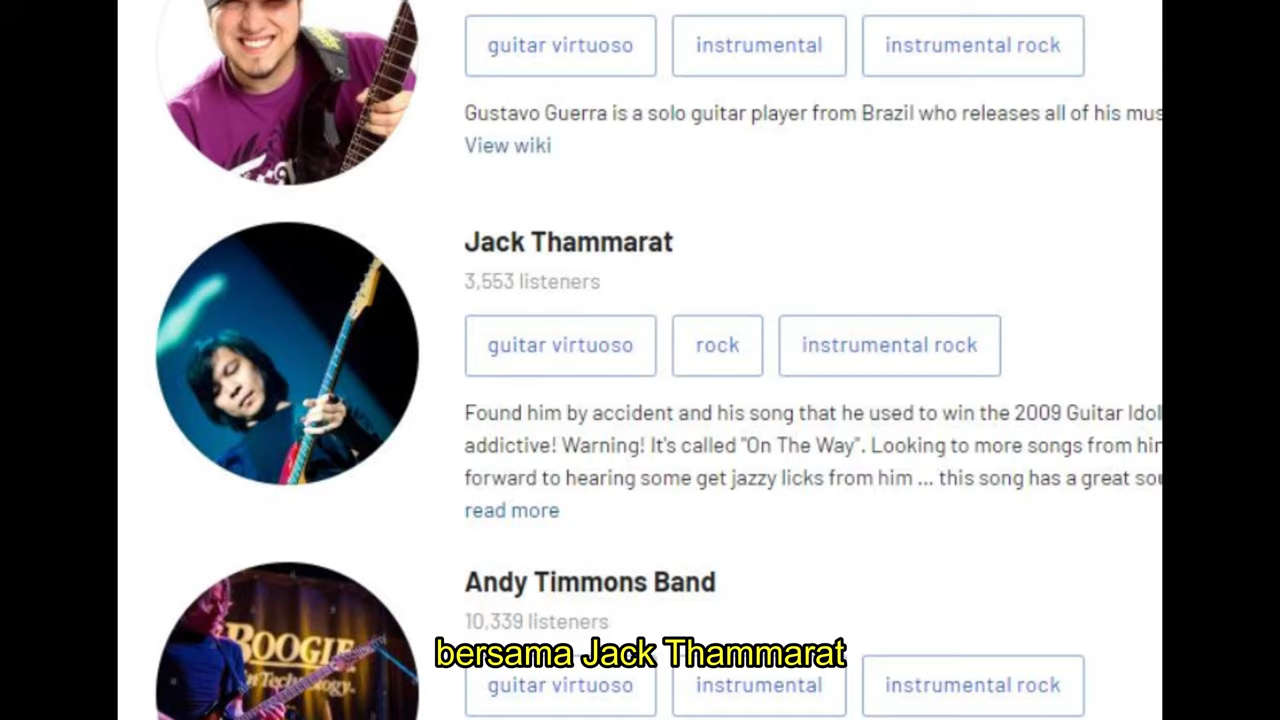 guitar virtuoso
instrumental
instrumental rock
Gustavo Guerra is a solo guitar player from Brazil who releases all of his mus
View wiki
Jack Thammarat
3,553 listeners
guitar virtuoso
rock
instrumental rock
Found him by accident and his song that he used to win the 2009 Guitar Idol
addictive! Warning! It's called "On The Way". Looking to more songs from hir
forward to hearing some get jazzy licks from him ... this song has a great sou
read more
Andy Timmons Band
10,339 listeners
BOOGIE
bersama Jack Thammarat
guitar virtuoso
instrumental
instrumental rock